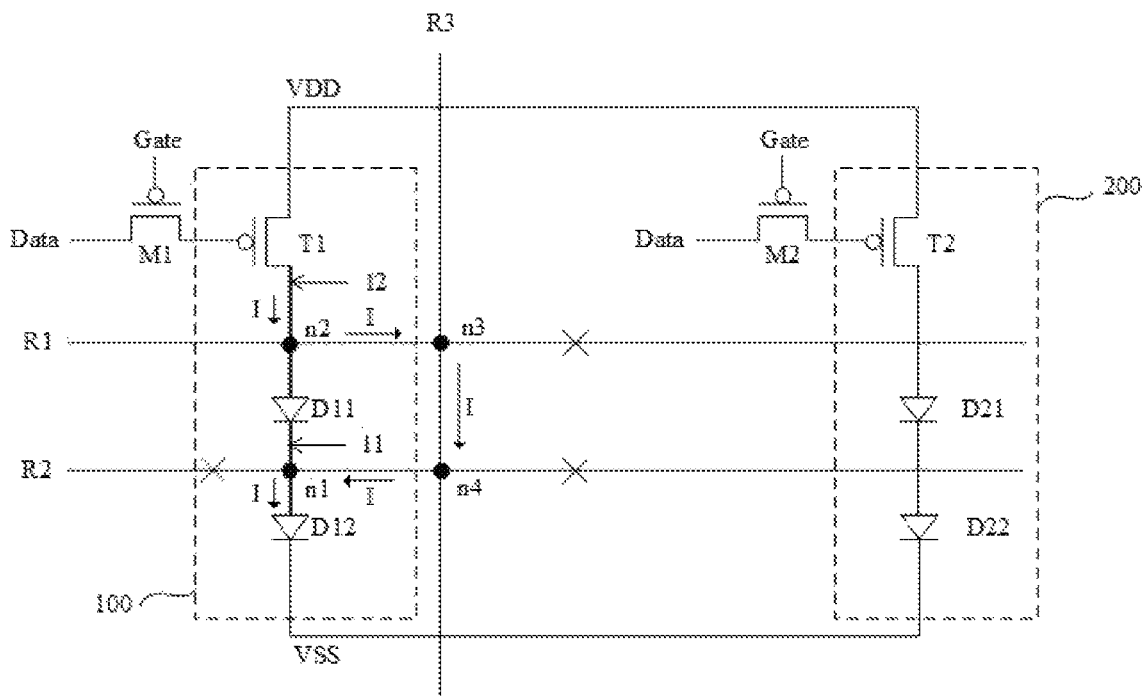 R3
VDD
Gate
Gate
200
Data
M1
T1
Data
M2
T2
I
I2
R1
n2
I
n3
D11
I
D21
I1
R2
I
n1
I
n4
D12
D22
100
VSS